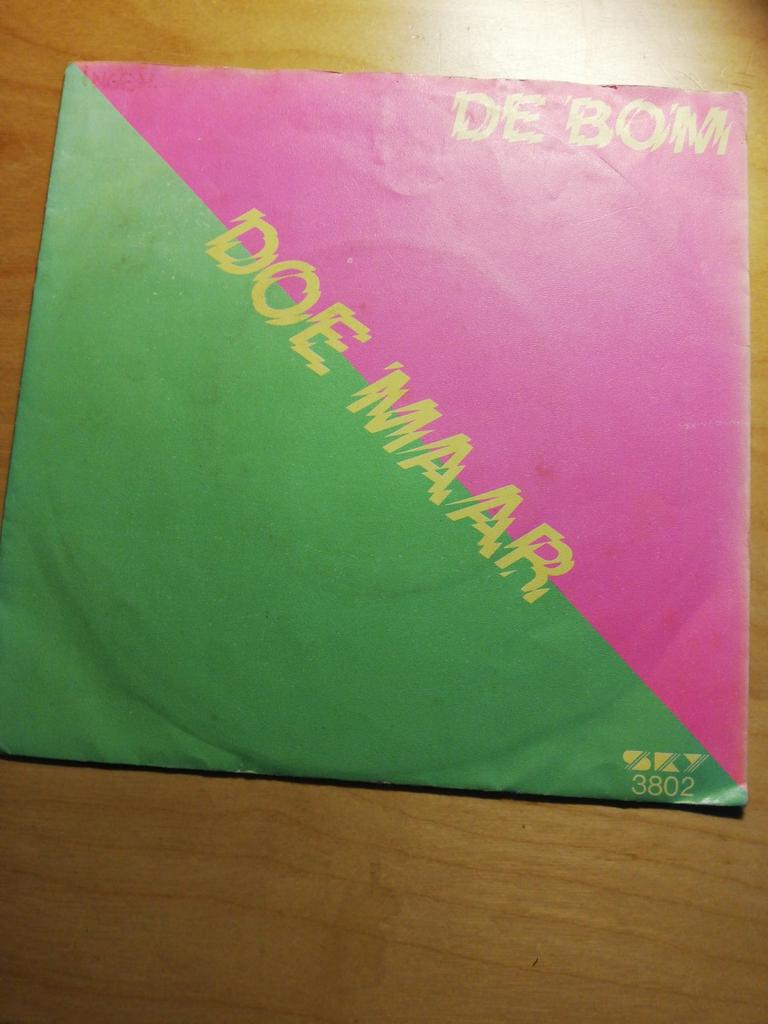 DE BOM
DOE MAAR
SKY
3802